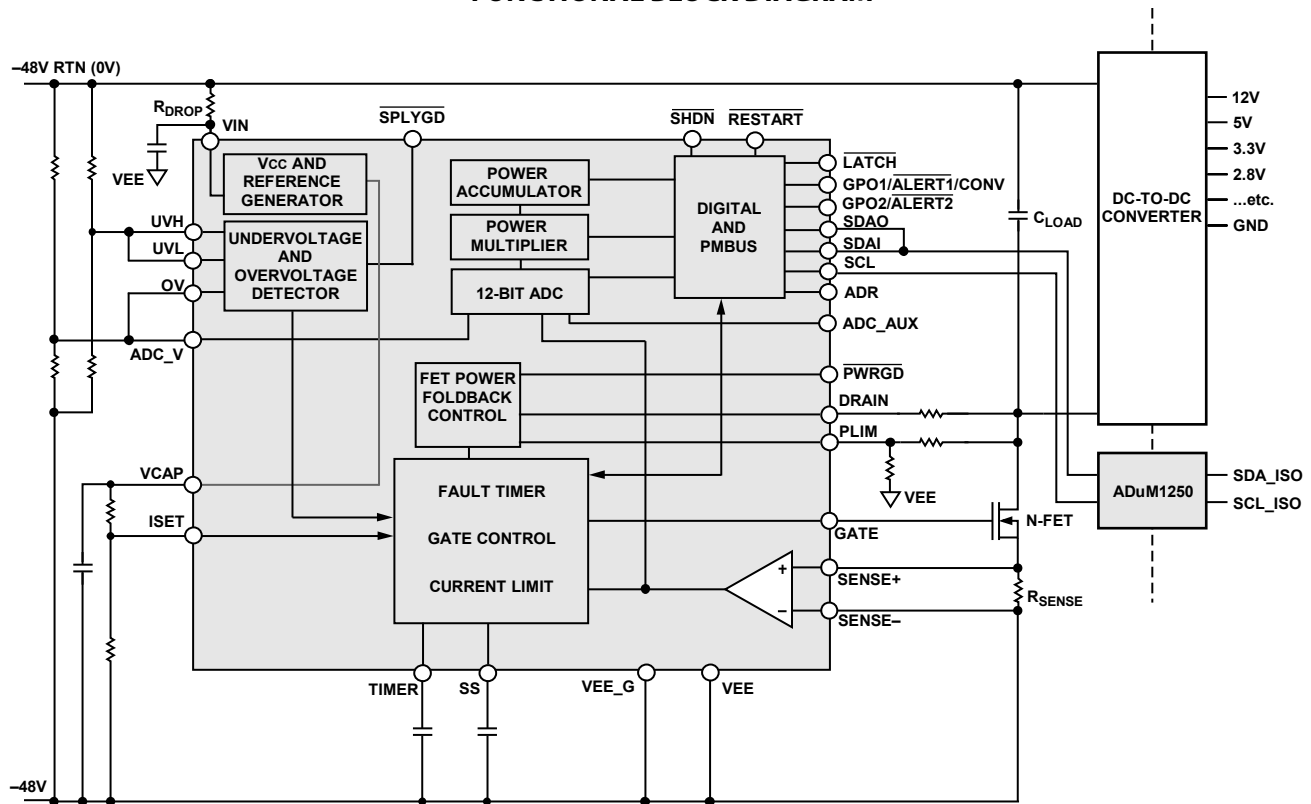 FUNCTIONAL BLOCK DIAGRAM
–48V RTN (0V)
RDROP
VIN
SPLYGD
SHDN
RESTART
VEE
VCC AND
REFERENCE
GENERATOR
POWER
ACCUMULATOR
POWER
MULTIPLIER
12-BIT ADC
DIGITAL
AND
PMBUS
LATCH
GPO1/ALERT1/CONV
GPO2/ALERT2
SDAO
SDAI
SCL
ADR
ADC_AUX
UVH
UVL
OV
ADC_V
UNDERVOLTAGE
AND
OVERVOLTAGE
DETECTOR
FET POWER
FOLDBACK
CONTROL
PWRGD
DRAIN
PLIM
VEE
CLOAD
DC-TO-DC
CONVERTER
12V
5V
3.3V
2.8V
...etc.
GND
VCAP
ISET
FAULT TIMER
GATE CONTROL
CURRENT LIMIT
GATE
N-FET
ADuM1250
SDA_ISO
SCL_ISO
+
–
SENSE+
SENSE–
RSENSE
TIMER
SS
VEE_G
VEE
–48V